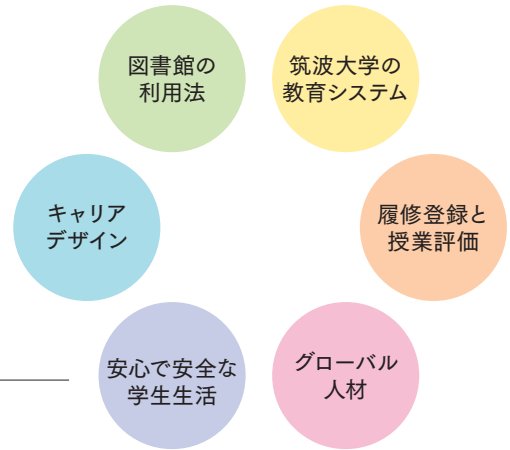 図書館の
利用法
筑波大学の
教育システム
キャリア
デザイン
履修登録と
授業評価
安心で安全な
学生生活
グローバル
人材